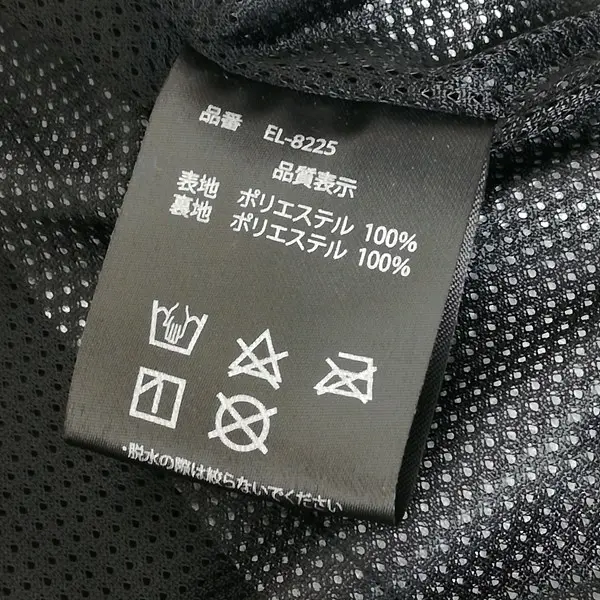 品番 EL-8225
品質表示
表地 ポリエステル 100%
裏地 ポリエステル 100%
・脱水の際は絞らないでください